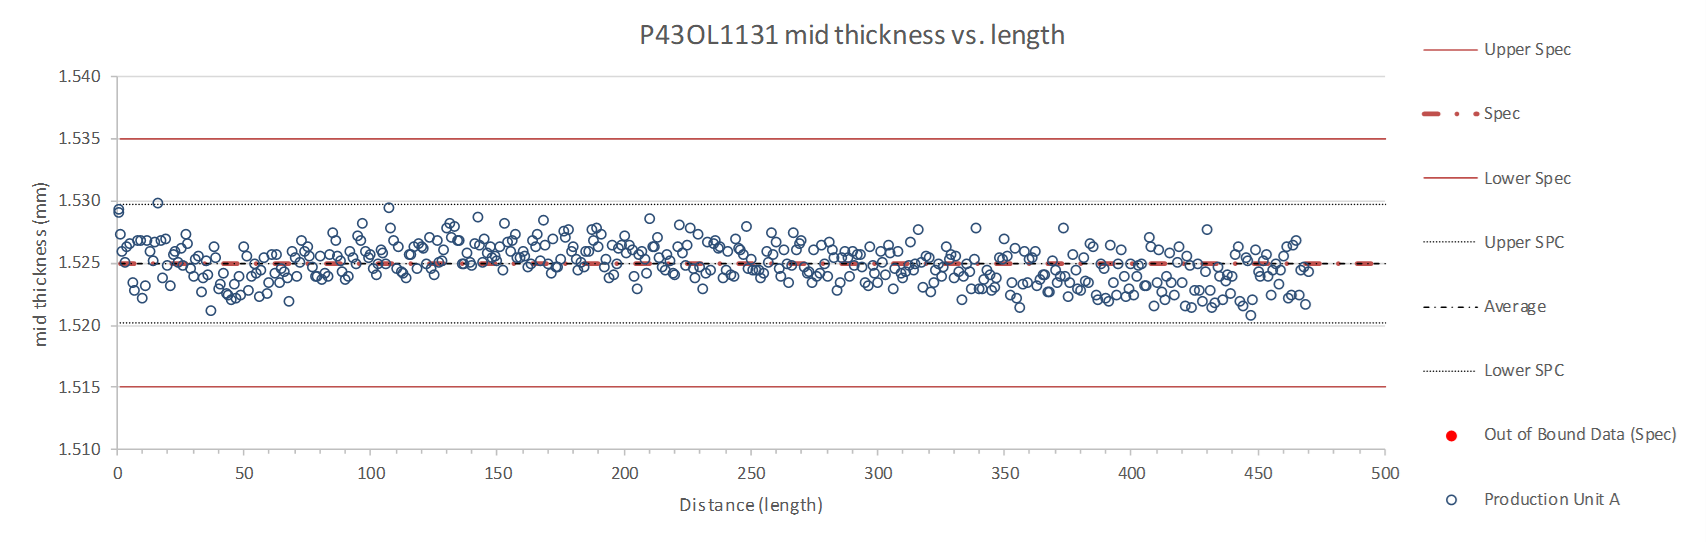 P43OL1131 mid thickness vs. length
1.540
1.535
1.530
1.525
1.520
1.515
1.510
mid thickness (mm)
0 50 100 150 200 250 300 350 400 450 500
Distance (length)
Upper Spec
Spec
Lower Spec
Upper SPC
Average
Lower SPC
Out of Bound Data (Spec)
Production Unit A